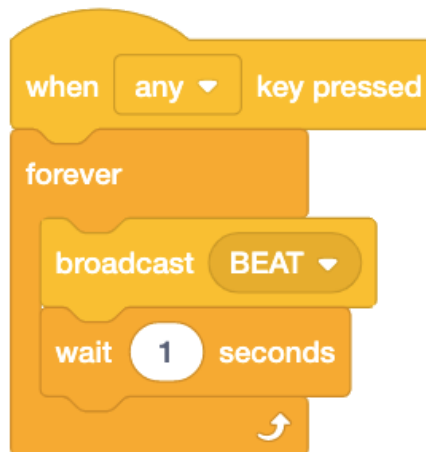 when any key pressed
forever
broadcast BEAT
wait 1 seconds